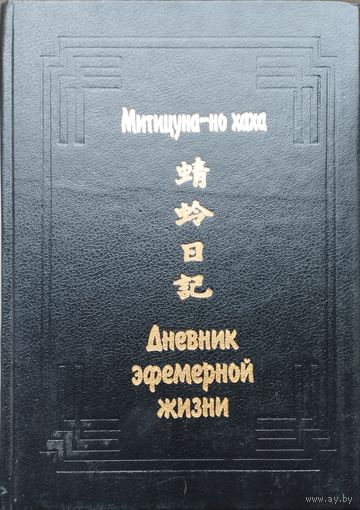 Митицуна-но хаха
蜻
蛉
日
記
Дневник
эфемерной
жизни
www.ay.by